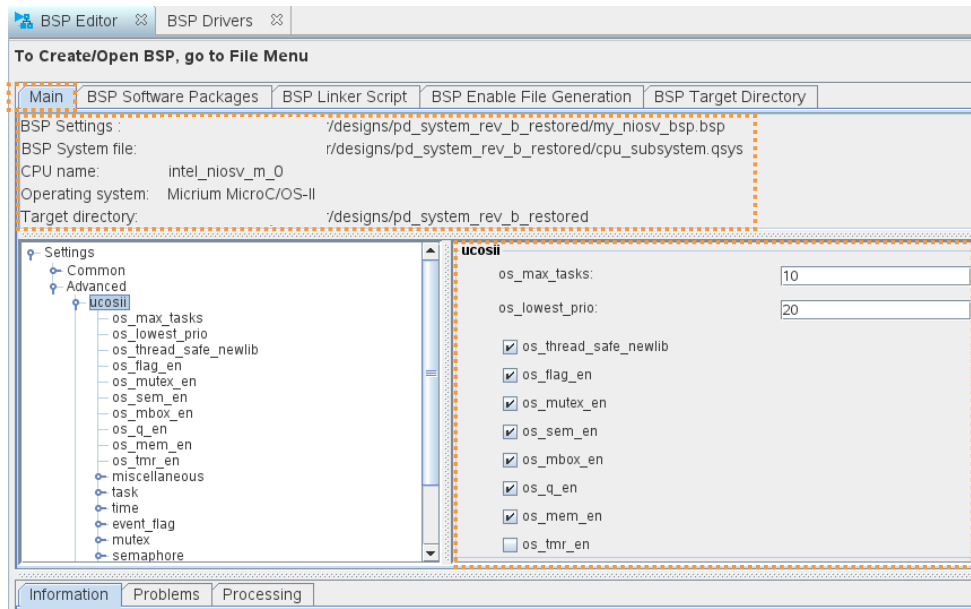 BSP Editor BSP Drivers
To Create/Open BSP, go to File Menu
Main BSP Software Packages BSP Linker Script BSP Enable File Generation BSP Target Directory
BSP Settings : /designs/pd_system_rev_b_restored/my_niosv_bsp.bsp
BSP System file: r/designs/pd_system_rev_b_restored/cpu_subsystem.qsys
CPU name: intel_niosv_m_0
Operating system: Micrium MicroC/OS-II
Target directory: /designs/pd_system_rev_b_restored
Settings
Common
Advanced
ucosii
os_max_tasks
os_lowest_prio
os_thread_safe_newlib
os_flag_en
os_mutex_en
os_sem_en
os_mbox_en
os_q_en
os_mem_en
os_tmr_en
miscellaneous
task
time
event_flag
mutex
semaphore
ucosii
os_max_tasks: 10
os_lowest_prio: 20
os_thread_safe_newlib
os_flag_en
os_mutex_en
os_sem_en
os_mbox_en
os_q_en
os_mem_en
os_tmr_en
Information Problems Processing